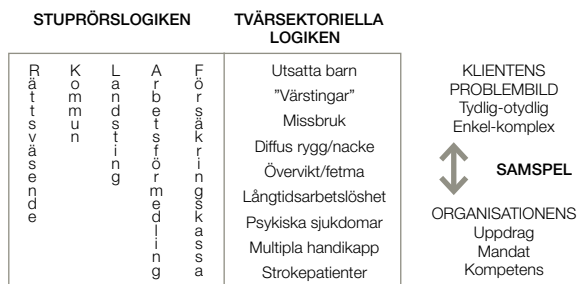 STUPRÖRSLOGIKEN
TVÄRSEKTORIELLA
LOGIKEN
Rättsväsende
Kommun
Landsting
Arbetsförmedling
Försäkringskassa
Utsatta barn
"Värstingar"
Missbruk
Diffus rygg/nacke
Övervikt/fetma
Långtidsarbetslöshet
Psykiska sjukdomar
Multipla handikapp
Strokepatienter
KLIENTENS
PROBLEMBILD
Tydlig-otydlig
Enkel-komplex
SAMSPEL
ORGANISATIONENS
Uppdrag
Mandat
Kompetens